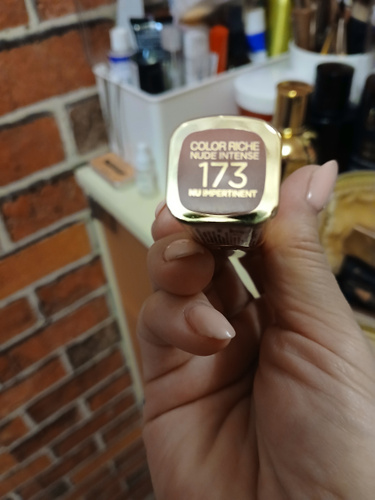 COLOR RICHE
NUDE INTENSE
173
NU IMPERTINENT